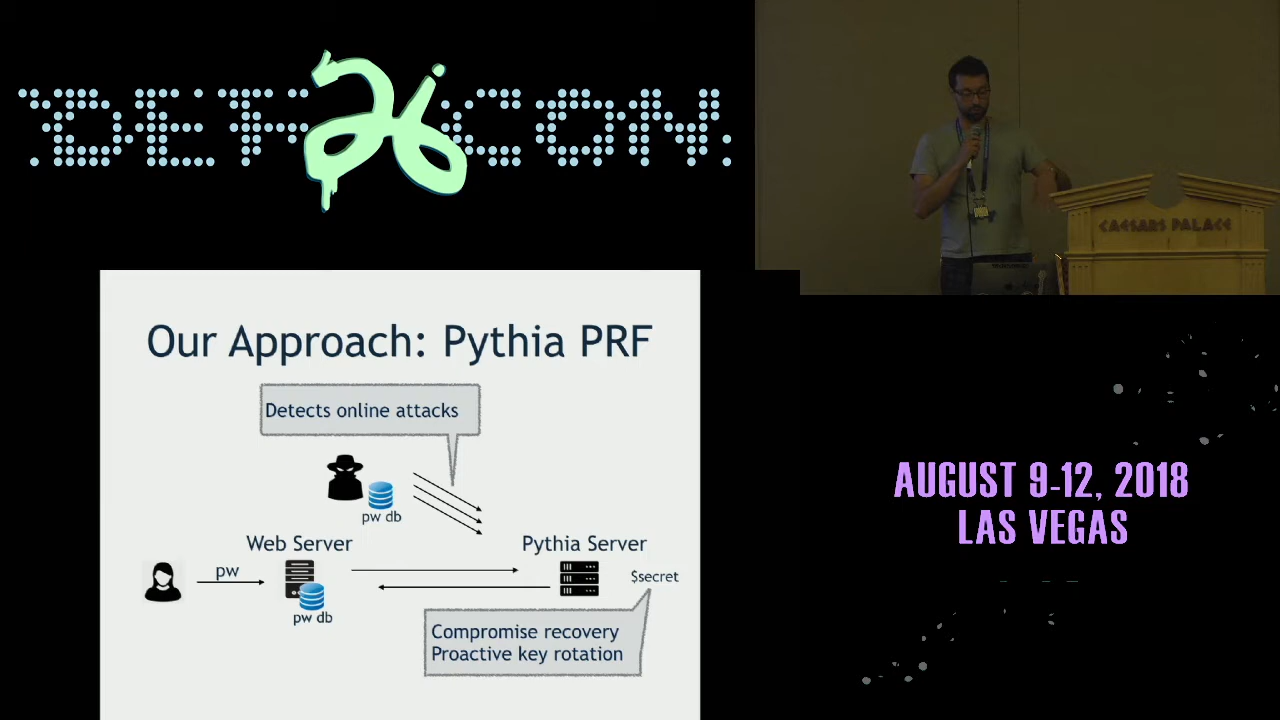 DEF CON
26
CAESARS PALACE
Our Approach: Pythia PRF
Detects online attacks
pw db
Web Server
Pythia Server
pw
$secret
pw db
Compromise recovery
Proactive key rotation
AUGUST 9-12, 2018
LAS VEGAS